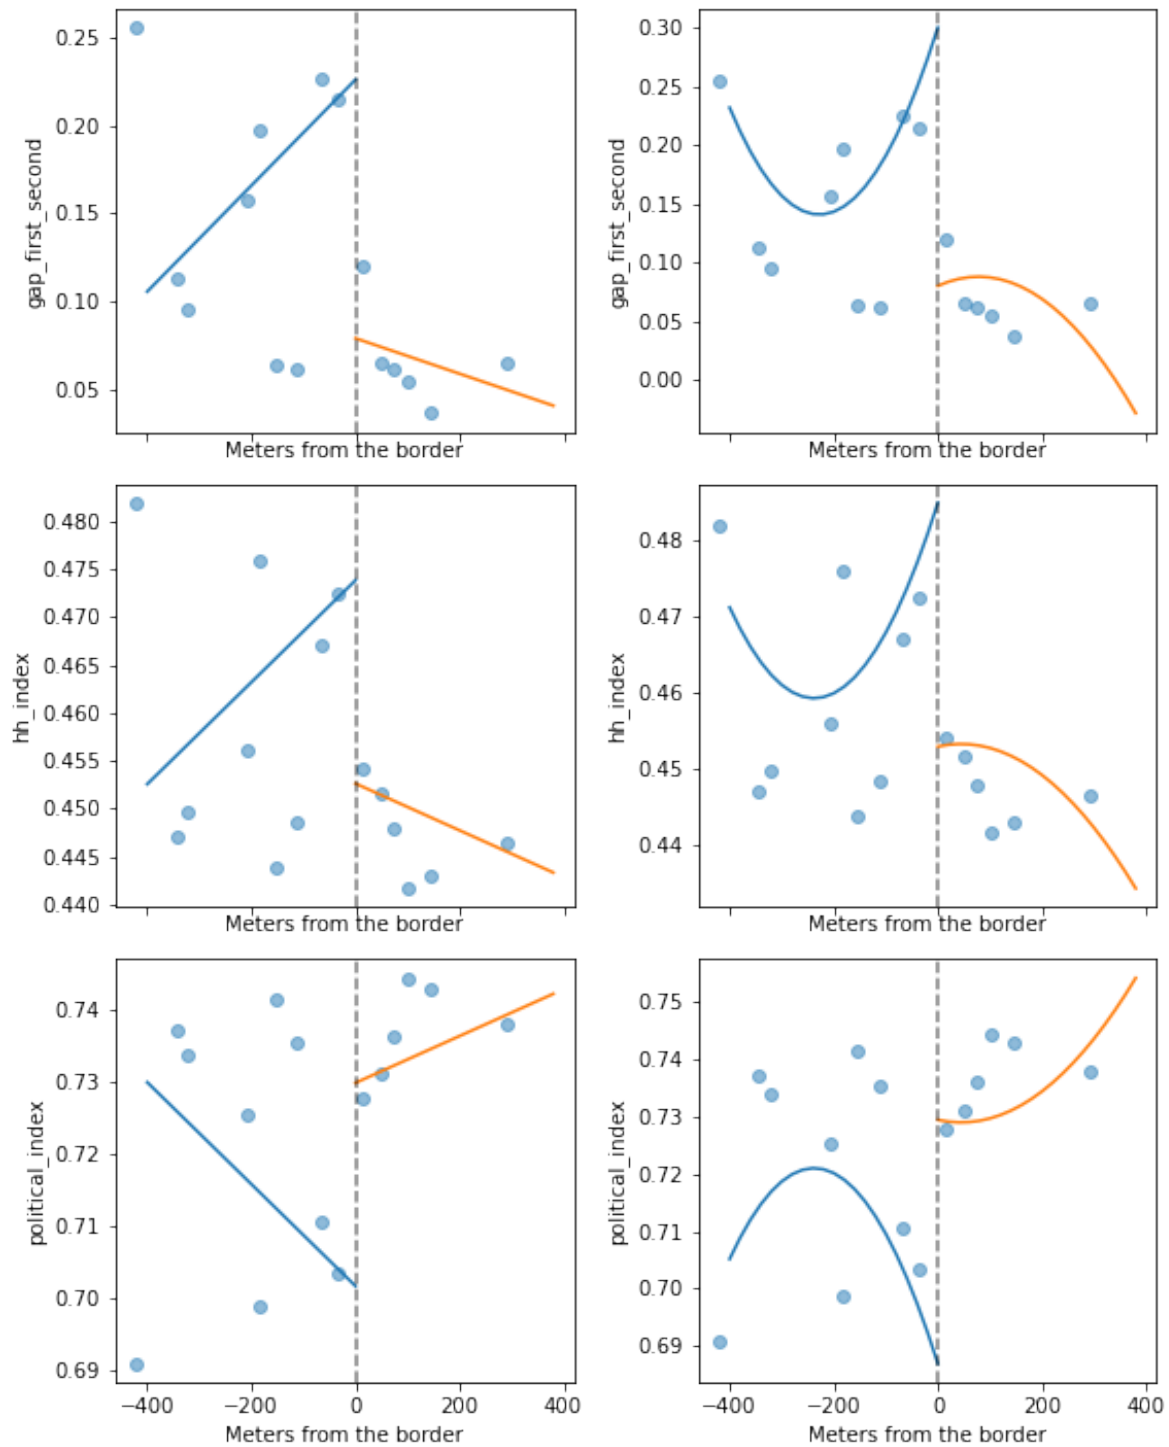 gap_first_second
0.25
0.20
0.15
0.10
0.05
Meters from the border
gap_first_second
0.30
0.25
0.20
0.15
0.10
0.05
0.00
Meters from the border
hh_index
0.480
0.475
0.470
0.465
0.460
0.455
0.450
0.445
0.440
Meters from the border
hh_index
0.48
0.47
0.46
0.45
0.44
Meters from the border
political_index
0.74
0.73
0.72
0.71
0.70
0.69
−400 −200 0 200 400
Meters from the border
political_index
0.75
0.74
0.73
0.72
0.71
0.70
0.69
−400 −200 0 200 400
Meters from the border